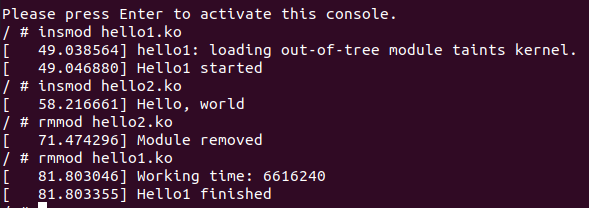 Please press Enter to activate this console.
/ # insmod hello1.ko
[   49.038564] hello1: loading out-of-tree module taints kernel.
[   49.046880] Hello1 started
/ # insmod hello2.ko
[   58.216661] Hello, world
/ # rmmod hello2.ko
[   71.474296] Module removed
/ # rmmod hello1.ko
[   81.803046] Working time: 6616240
[   81.803355] Hello1 finished
/ #